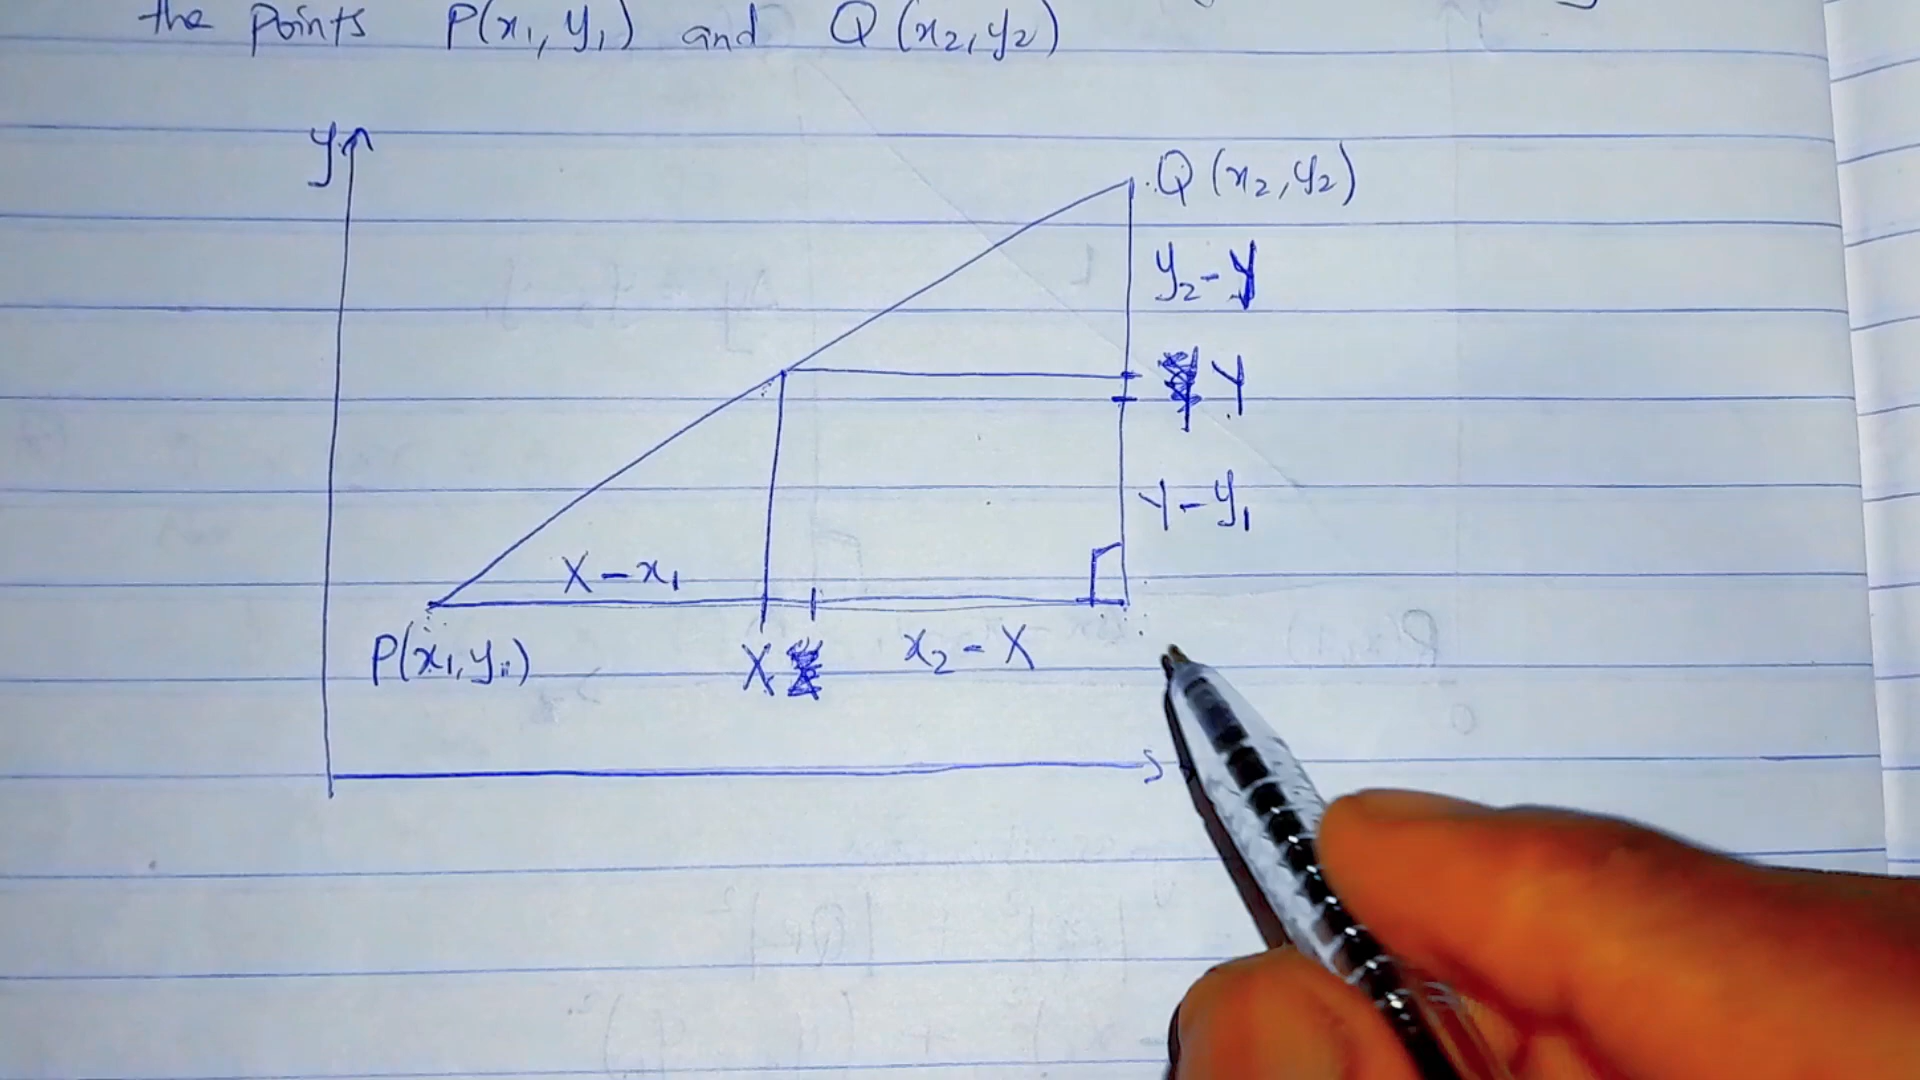 the points P(x₁, y₁) and Q (x₂, y₂)
y
Q (x₂, y₂)
y₂ - y
Y
Y - y₁
X - x₁
P(x₁, y₁)
X
x₂ - X